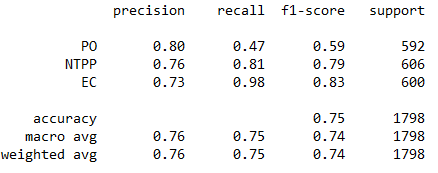 precision recall f1-score support
PO 0.80 0.47 0.59 592
NTPP 0.76 0.81 0.79 606
EC 0.73 0.98 0.83 600
accuracy 0.75 1798
macro avg 0.76 0.75 0.74 1798
weighted avg 0.76 0.75 0.74 1798